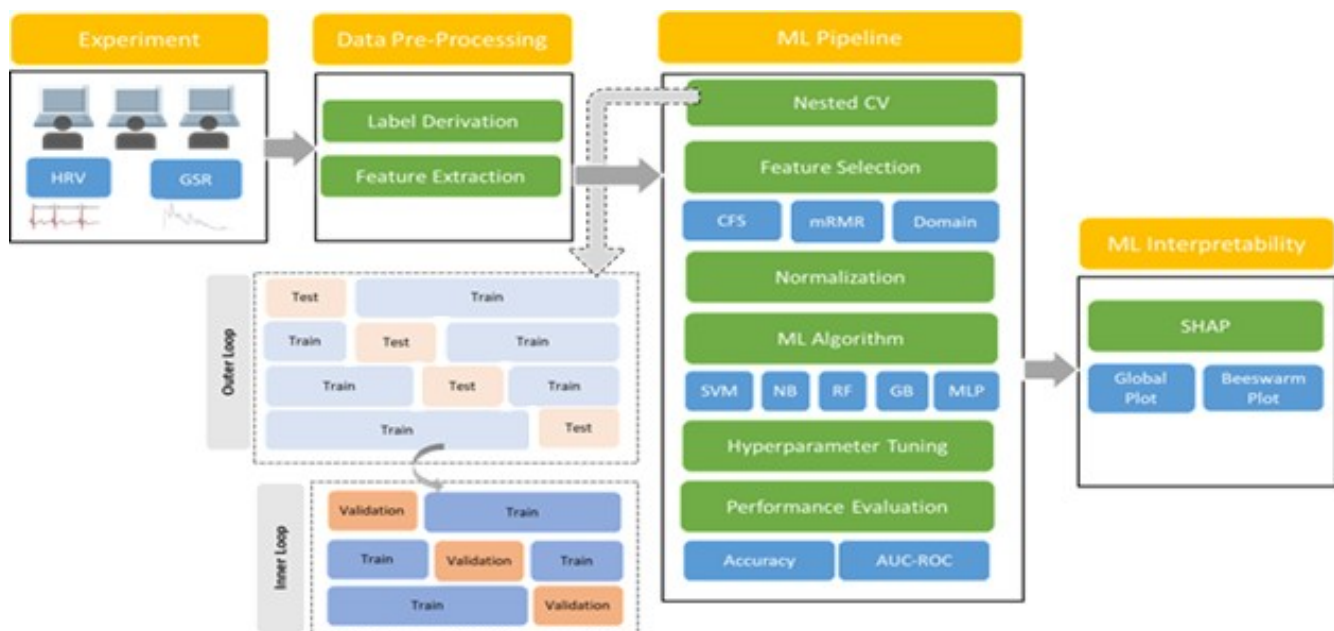 Experiment
HRV
GSR
Data Pre-Processing
Label Derivation
Feature Extraction
ML Pipeline
Nested CV
Feature Selection
CFS
mRMR
Domain
Normalization
ML Algorithm
SVM
NB
RF
GB
MLP
Hyperparameter Tuning
Performance Evaluation
Accuracy
AUC-ROC
ML Interpretability
SHAP
Global
Plot
Beeswarm
Plot
Outer Loop
Test
Train
Train
Test
Train
Train
Test
Train
Train
Test
Inner Loop
Validation
Train
Train
Validation
Train
Train
Validation